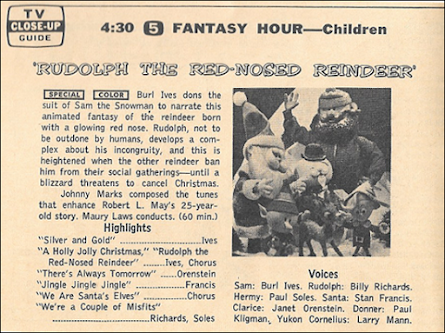 TV
CLOSE-UP
GUIDE
4:30 5 FANTASY HOUR—Children
'RUDOLPH THE RED-NOSED REINDEER'
SPECIAL COLOR Burl Ives dons the
suit of Sam the Snowman to narrate this
animated fantasy of the reindeer born
with a glowing red nose. Rudolph, not to
be outdone by humans, develops a com-
plex about his incongruity, and this is
heightened when the other reindeer ban
him from their social gatherings—until a
blizzard threatens to cancel Christmas.
Johnny Marks composed the tunes
that enhance Robert L. May's 25-year-
old story. Maury Laws conducts. (60 min.)
Highlights
"Silver and Gold" ....................Ives
"A Holly Jolly Christmas," "Rudolph the
Red-Nosed Reindeer" .....Ives, Chorus
"There's Always Tomorrow" .....Orenstein
"Jingle Jingle Jingle" ...............Francis
"We Are Santa's Elves" ..............Chorus
"We're a Couple of Misfits"
.........................Richards, Soles
Voices
Sam: Burl Ives. Rudolph: Billy Richards.
Hermy: Paul Soles. Santa: Stan Francis.
Clarice: Janet Orenstein. Donner: Paul
Kligman. Yukon Cornelius: Larry Mann.